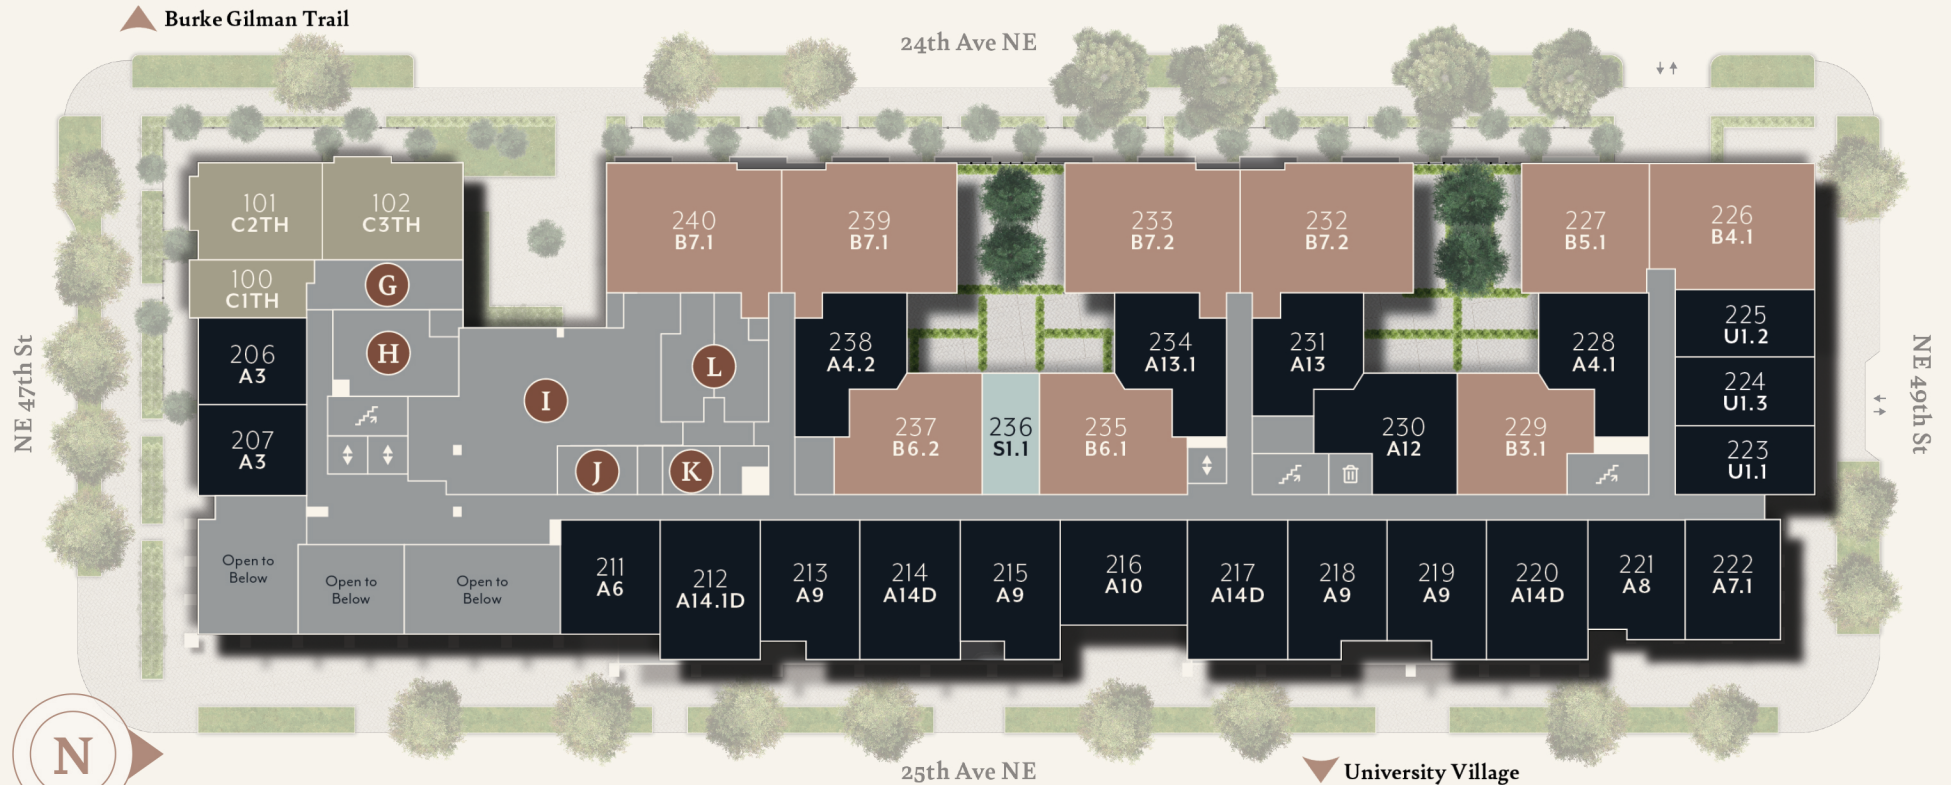 Burke Gilman Trail
24th Ave NE
101
C2TH
102
C3TH
100
C1TH
G
H
I
J
K
L
206
A3
207
A3
240
B7.1
239
B7.1
233
B7.2
232
B7.2
227
B5.1
226
B4.1
238
A4.2
234
A13.1
231
A13
228
A4.1
225
U1.2
224
U1.3
223
U1.1
237
B6.2
236
S1.1
235
B6.1
230
A12
229
B3.1
NE 47th St
NE 49th St
Open to
Below
Open to
Below
Open to
Below
211
A6
212
A14.1D
213
A9
214
A14D
215
A9
216
A10
217
A14D
218
A9
219
A9
220
A14D
221
A8
222
A7.1
N
25th Ave NE
University Village